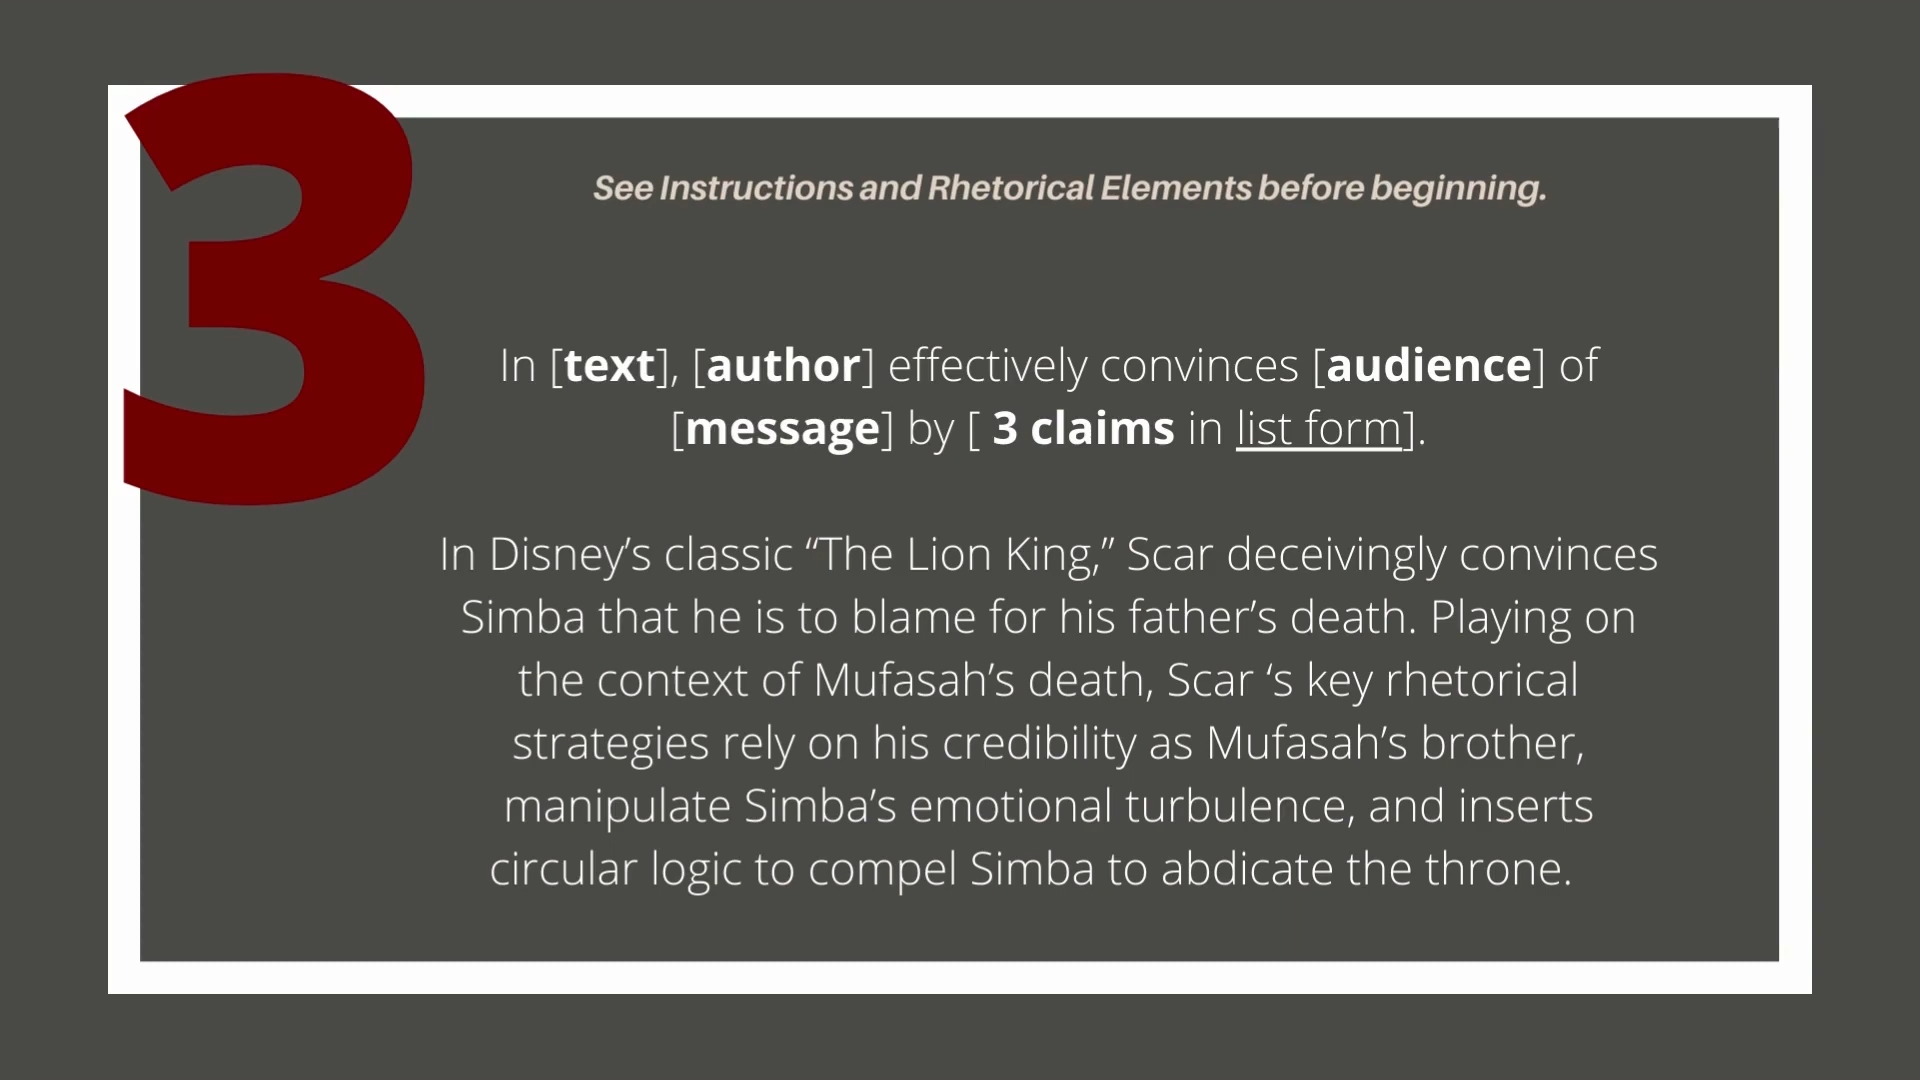 3
See Instructions and Rhetorical Elements before beginning.
In [text], [author] effectively convinces [audience] of
[message] by [ 3 claims in list form].
In Disney’s classic “The Lion King,” Scar deceivingly convinces
Simba that he is to blame for his father’s death. Playing on
the context of Mufasah’s death, Scar ‘s key rhetorical
strategies rely on his credibility as Mufasah’s brother,
manipulate Simba’s emotional turbulence, and inserts
circular logic to compel Simba to abdicate the throne.